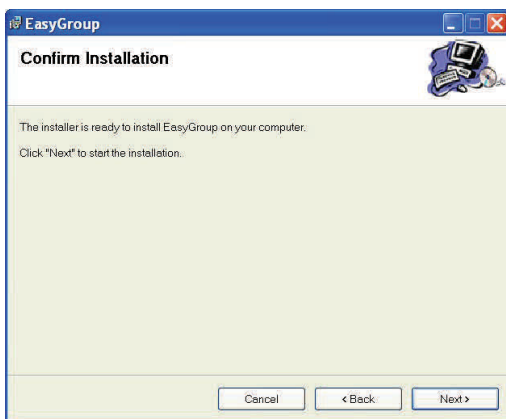 EasyGroup
Confirm Installation
The installer is ready to install EasyGroup on your computer.
Click "Next" to start the installation.
Cancel
< Back
Next >